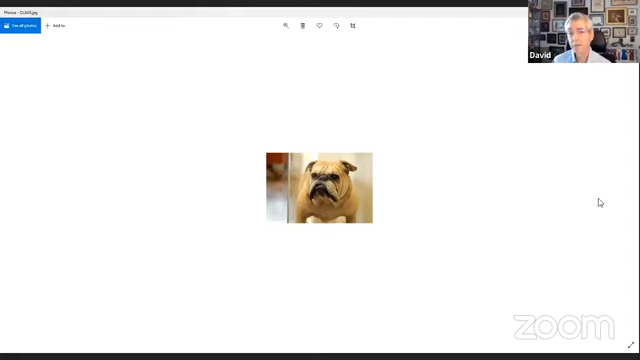 Photos - DLB45.jpg
See all photos
Add to
David
zoom